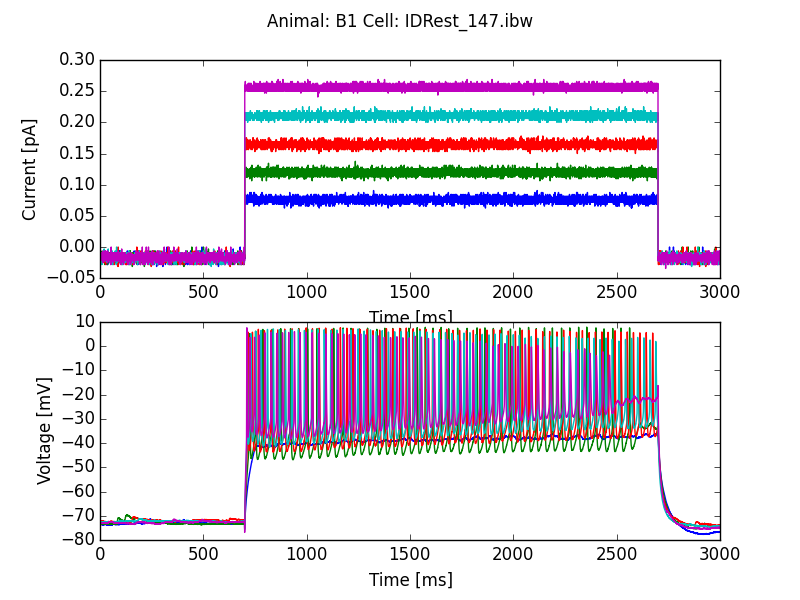 Animal: B1 Cell: IDRest_147.ibw
0.30
0.25
0.20
0.15
0.10
0.05
0.00
−0.05
Current [pA]
0 500 1000 1500 2000 2500 3000
Time [ms]
10
0
−10
−20
−30
−40
−50
−60
−70
−80
Voltage [mV]
0 500 1000 1500 2000 2500 3000
Time [ms]